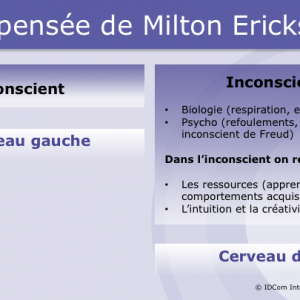 pensée de Milton Ericks
onscient
eau gauche
Inconscie
• Biologie (respiration, e
• Psycho (refoulements,
inconscient de Freud)
Dans l'inconscient on re
• Les ressources (appren
comportements acquis
• L'intuition et la créativi
Cerveau d
© IDCom Inte